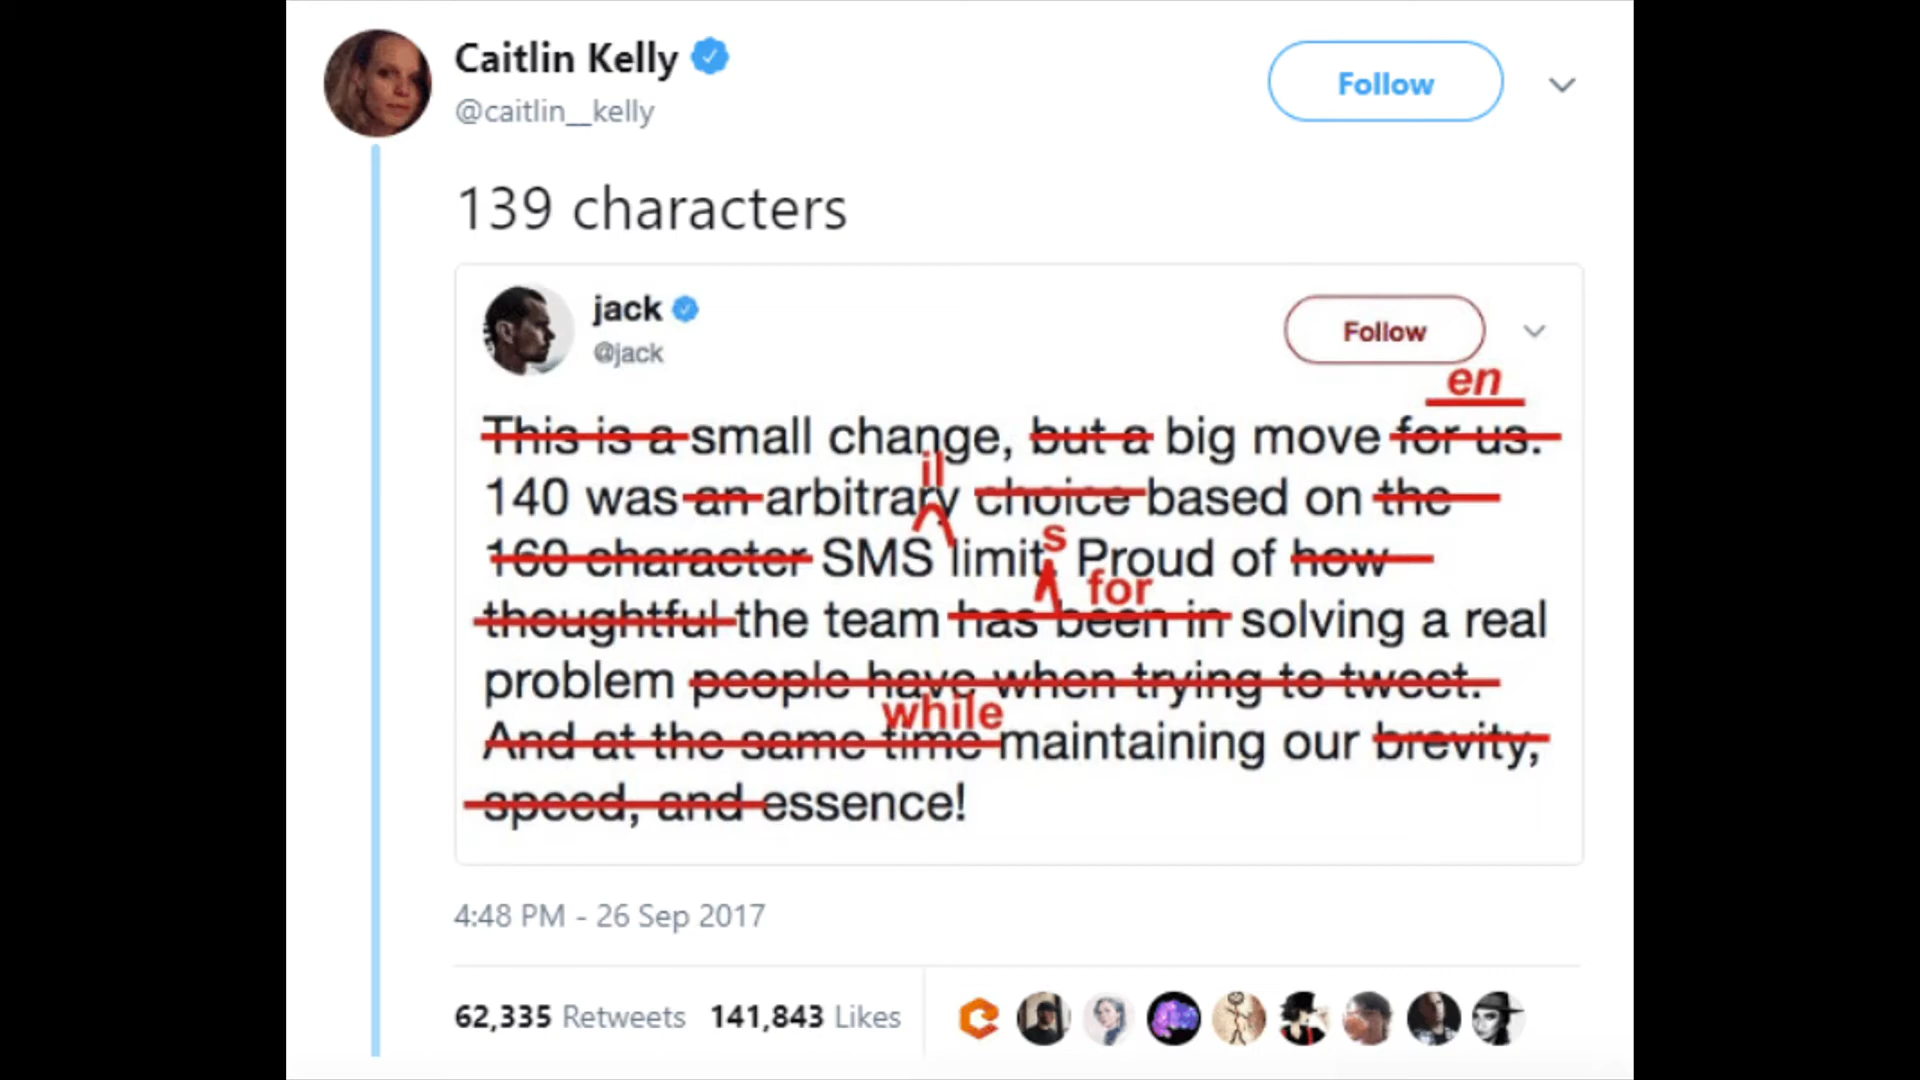 Caitlin Kelly
@caitlin__kelly
Follow
139 characters
jack
@jack
Follow
en
This is a small change, but a big move for us.
il
140 was an arbitrary choice based on the
s
160 character SMS limit. Proud of how
for
thoughtful the team has been in solving a real
problem people have when trying to tweet.
while
And at the same time maintaining our brevity,
speed, and essence!
4:48 PM - 26 Sep 2017
62,335 Retweets 141,843 Likes